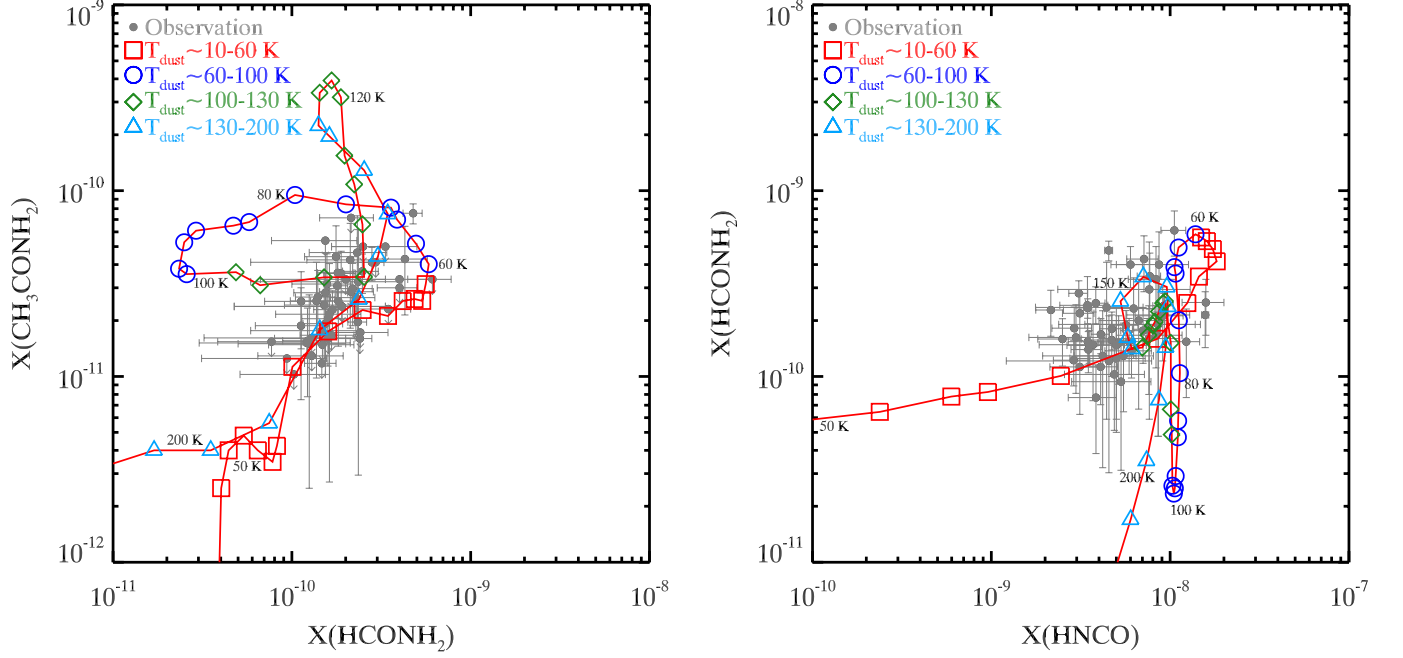 10⁻⁹
Observation
T_dust~10-60 K
T_dust~60-100 K
T_dust~100-130 K
T_dust~130-200 K
120 K
10⁻¹⁰
80 K
60 K
100 K
X(CH₃CONH₂)
10⁻¹¹
200 K
50 K
10⁻¹²
10⁻¹¹ 10⁻¹⁰ 10⁻⁹ 10⁻⁸
X(HCONH₂)
10⁻⁸
Observation
T_dust~10-60 K
T_dust~60-100 K
T_dust~100-130 K
T_dust~130-200 K
10⁻⁹
60 K
150 K
X(HCONH₂)
10⁻¹⁰
80 K
50 K
200 K
100 K
10⁻¹¹
10⁻¹⁰ 10⁻⁹ 10⁻⁸ 10⁻⁷
X(HNCO)